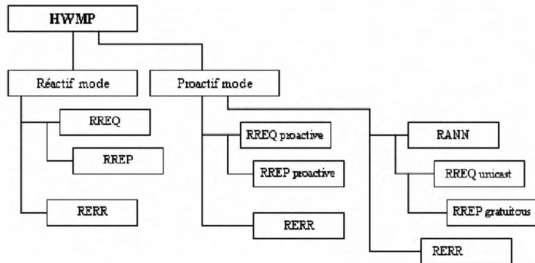 HWMP
Réactif mode
Proactif mode
RREQ
RREP
RERR
RREQ proactive
RREP proactive
RERR
RANN
RREQ unicast
RREP gratuitous
RERR